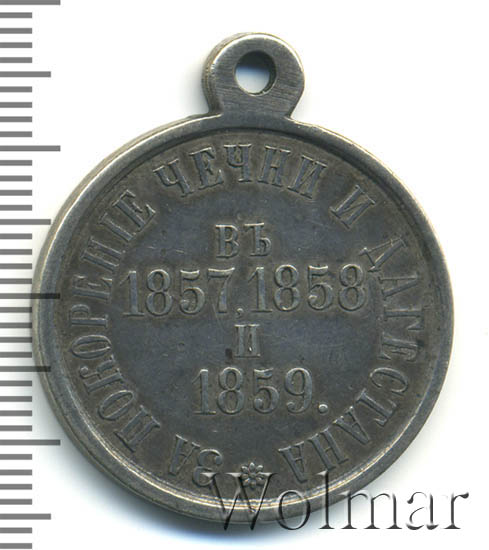 ЗА ПОКОРЕНІЕ ЧЕЧНИ И ДАГЕСТАНА
ВЪ
1857, 1858
И
1859.
Wolmar